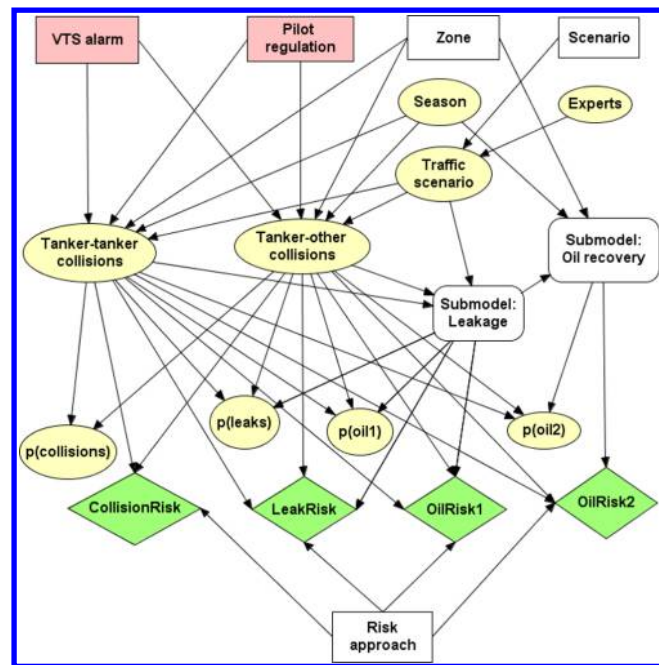 VTS alarm
Pilot
regulation
Zone
Scenario
Season
Experts
Traffic
scenario
Tanker-tanker
collisions
Tanker-other
collisions
Submodel:
Oil recovery
Submodel:
Leakage
p(collisions)
p(leaks)
p(oil1)
p(oil2)
CollisionRisk
LeakRisk
OilRisk1
OilRisk2
Risk
approach